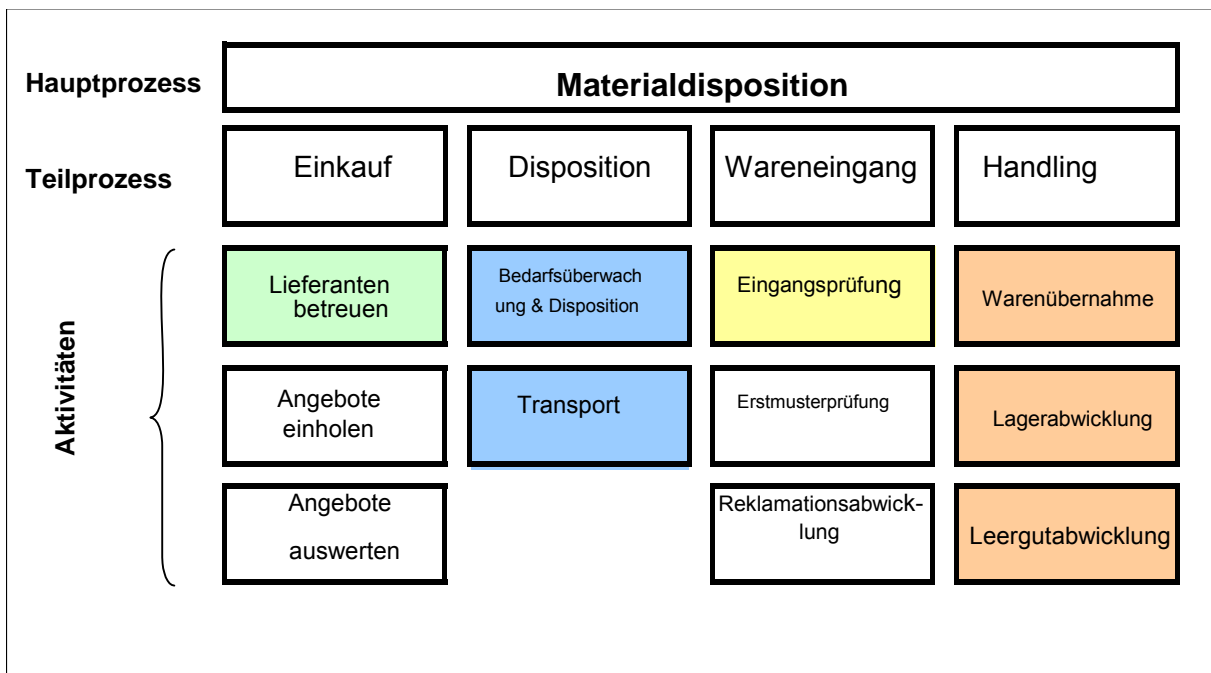 Hauptprozess
Materialdisposition
Teilprozess
Einkauf
Disposition
Wareneingang
Handling
Aktivitäten
Lieferanten
betreuen
Bedarfsüberwach
ung & Disposition
Eingangsprüfung
Warenübernahme
Angebote
einholen
Transport
Erstmusterprüfung
Lagerabwicklung
Angebote
auswerten
Reklamationsabwick-
lung
Leergutabwicklung